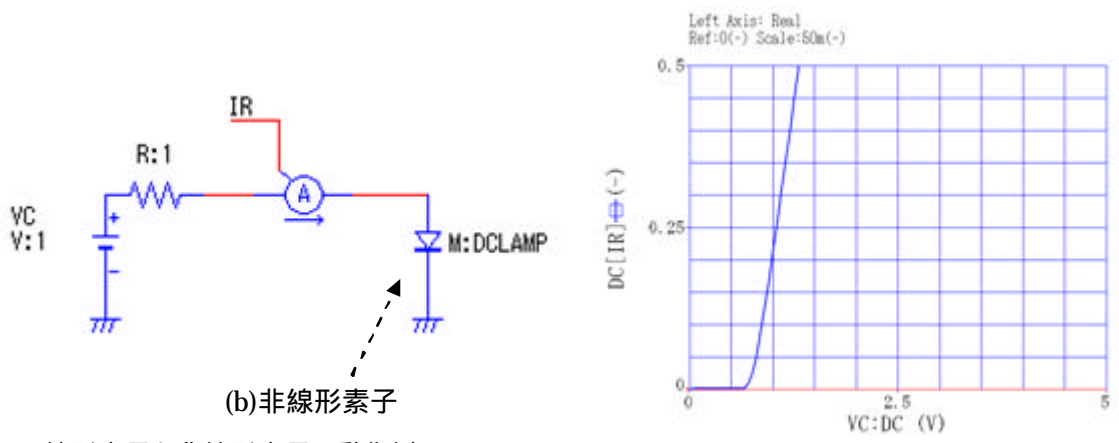 IR
R:1
VC
V:1
M:DCLAMP
(b)非線形素子
Left Axis: Real
Ref:0(-) Scale:50m(-)
0.5
0.25
0
DC[IR] (-)
0
2.5
5
VC:DC (V)
A